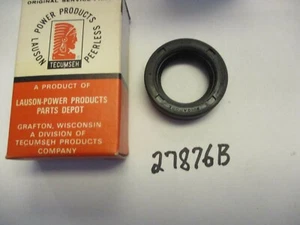 ORIGINAL SERVICE
LAUSON POWER PRODUCTS PEERLESS
TECUMSEH
A PRODUCT OF
LAUSON-POWER PRODUCTS
PARTS DEPOT
GRAFTON, WISCONSIN
A DIVISION OF
TECUMSEH PRODUCTS
COMPANY
27876B